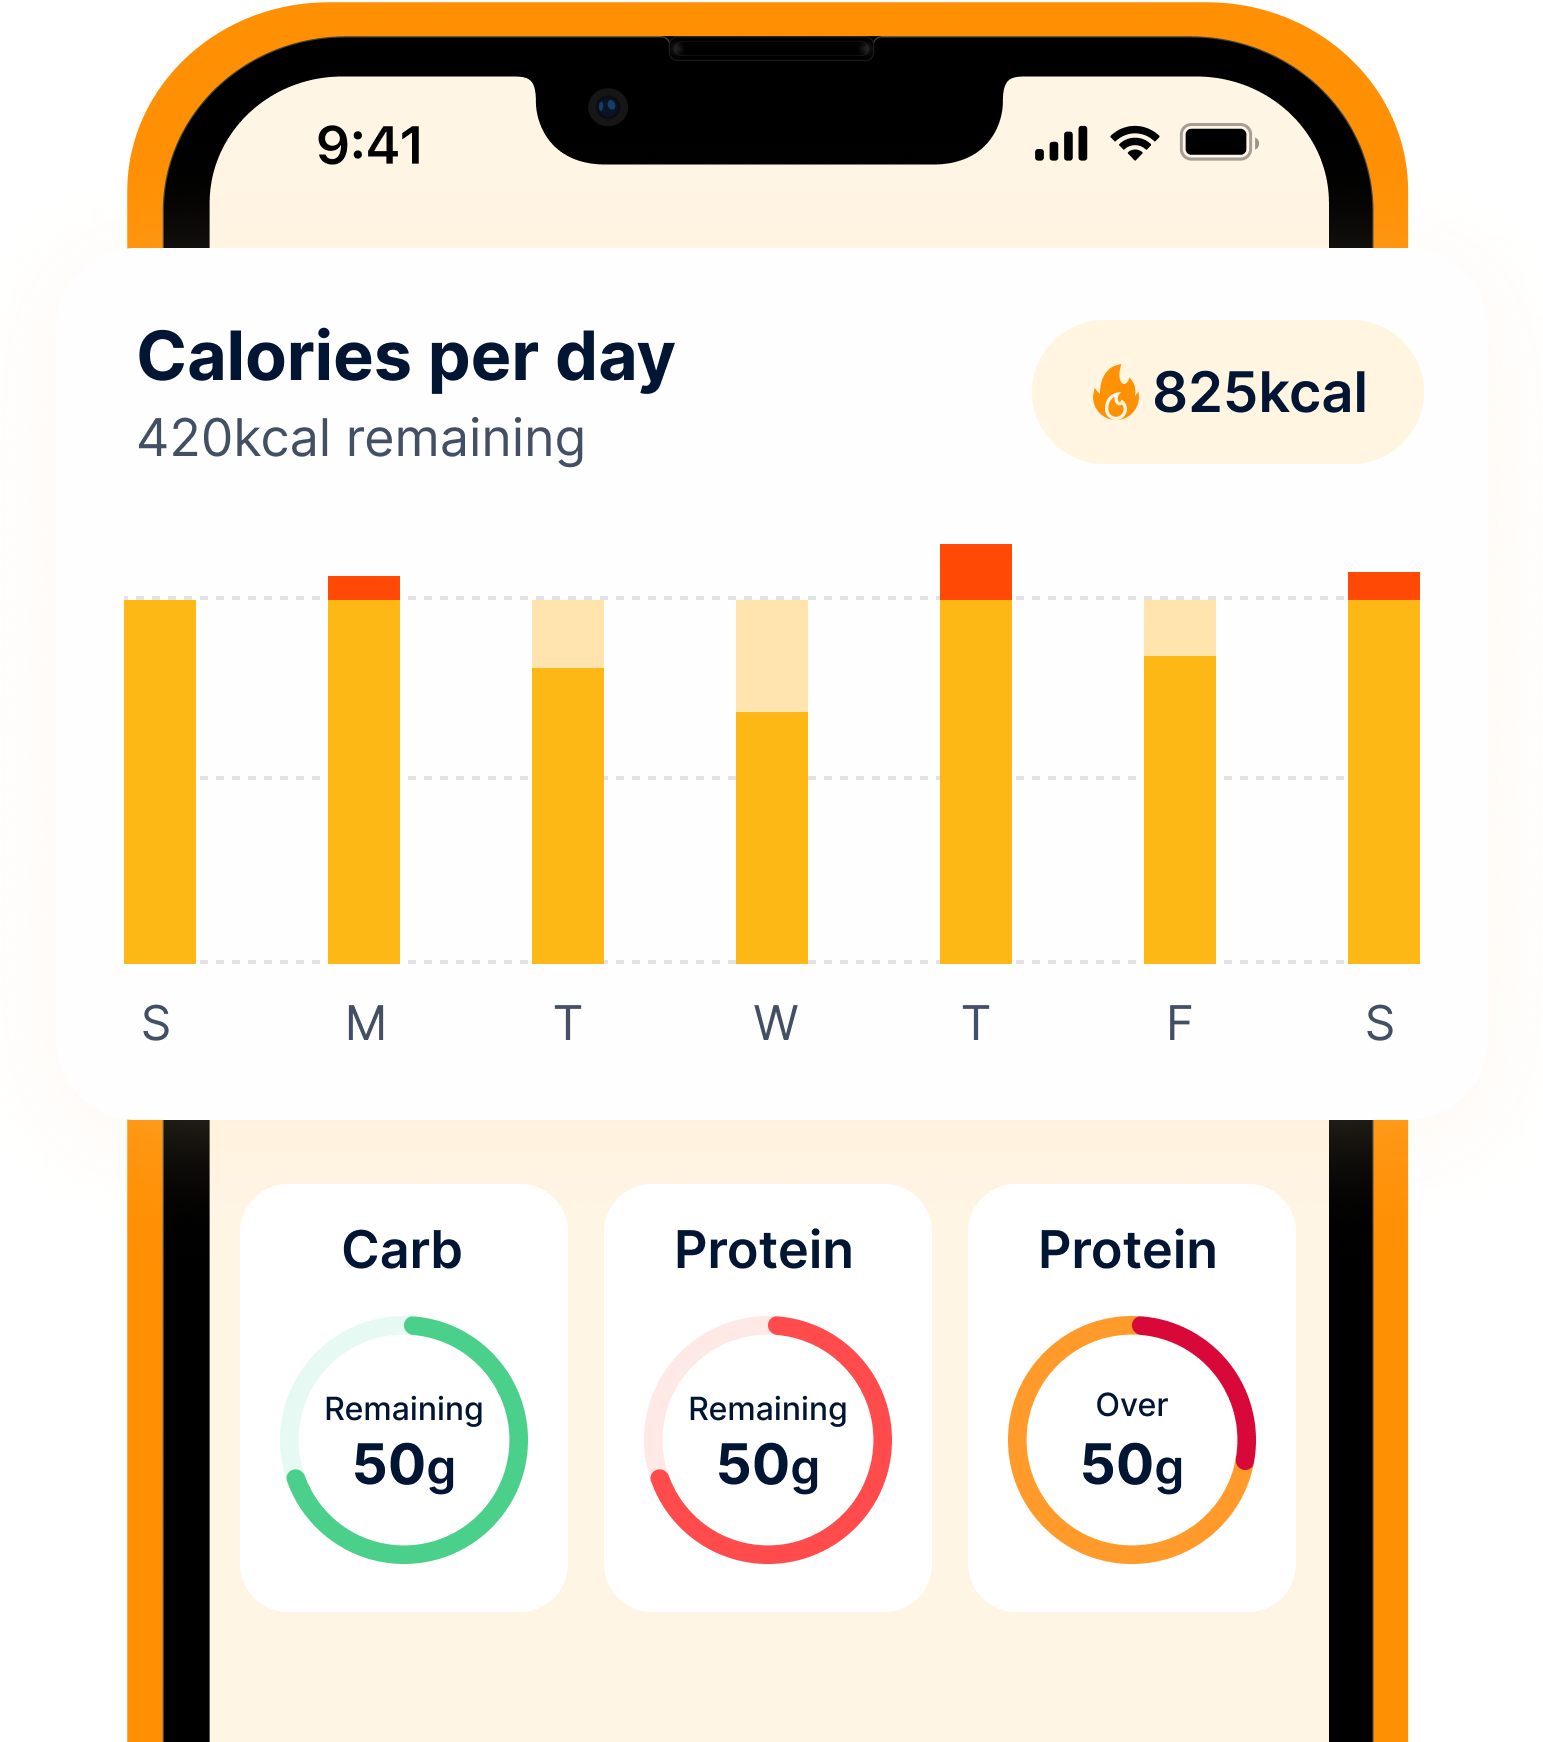 9:41
Calories per day
420kcal remaining
825kcal
S M T W T F S
Carb
Remaining
50g
Protein
Remaining
50g
Protein
Over
50g